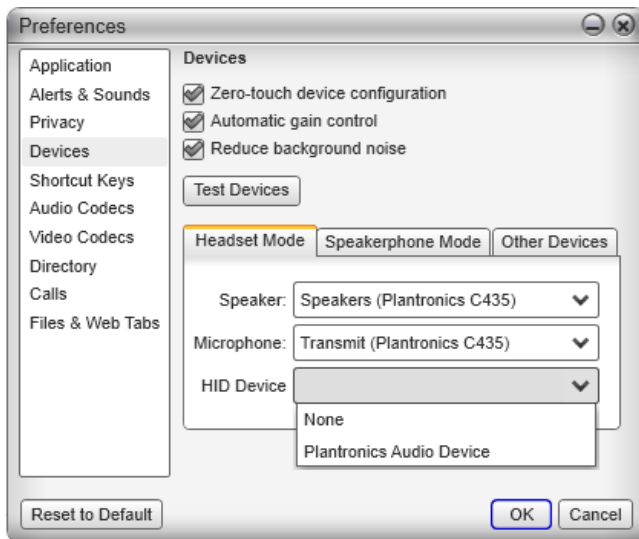 Preferences
Application
Alerts & Sounds
Privacy
Devices
Shortcut Keys
Audio Codecs
Video Codecs
Directory
Calls
Files & Web Tabs
Devices
Zero-touch device configuration
Automatic gain control
Reduce background noise
Test Devices
Headset Mode Speakerphone Mode Other Devices
Speaker: Speakers (Plantronics C435)
Microphone: Transmit (Plantronics C435)
HID Device
None
Plantronics Audio Device
Reset to Default OK Cancel